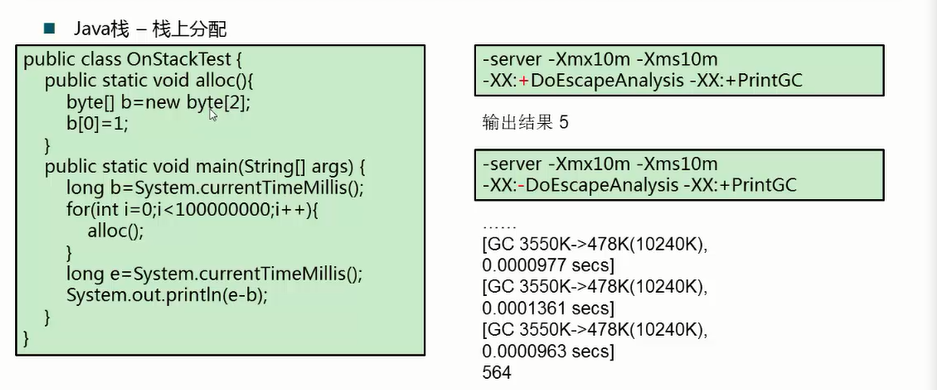 ■ Java栈 – 栈上分配
public class OnStackTest {
public static void alloc(){
byte[] b=new byte[2];
b[0]=1;
}
public static void main(String[] args) {
long b=System.currentTimeMillis();
for(int i=0;i<100000000;i++){
alloc();
}
long e=System.currentTimeMillis();
System.out.println(e-b);
}
}
-server -Xmx10m -Xms10m
-XX:+DoEscapeAnalysis -XX:+PrintGC
输出结果 5
-server -Xmx10m -Xms10m
-XX:-DoEscapeAnalysis -XX:+PrintGC
……
[GC 3550K->478K(10240K),
0.0000977 secs]
[GC 3550K->478K(10240K),
0.0001361 secs]
[GC 3550K->478K(10240K),
0.0000963 secs]
564